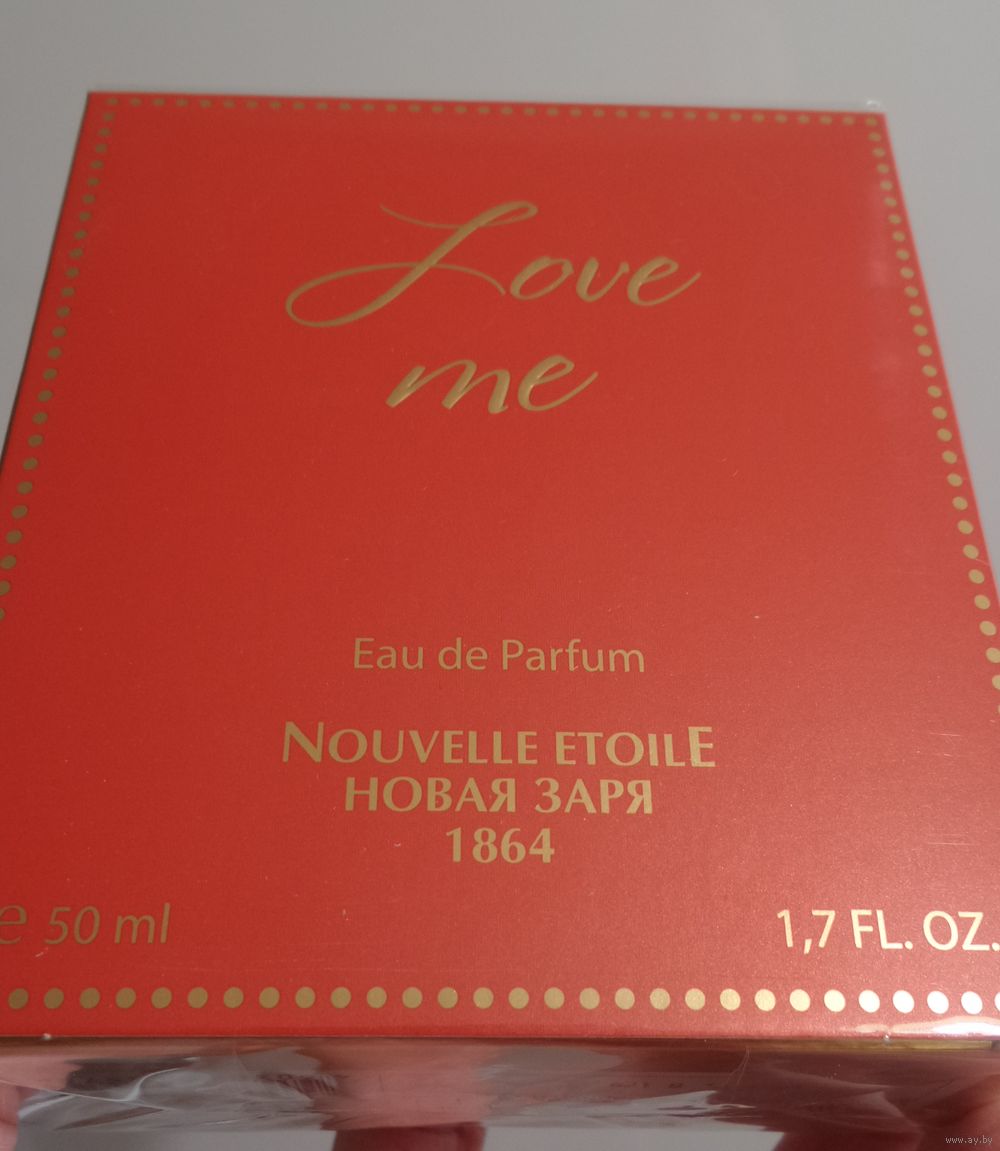 Love
me
Eau de Parfum
NOUVELLE ETOILE
НОВАЯ ЗАРЯ
1864
e 50 ml
1,7 FL. OZ.
www.ay.by